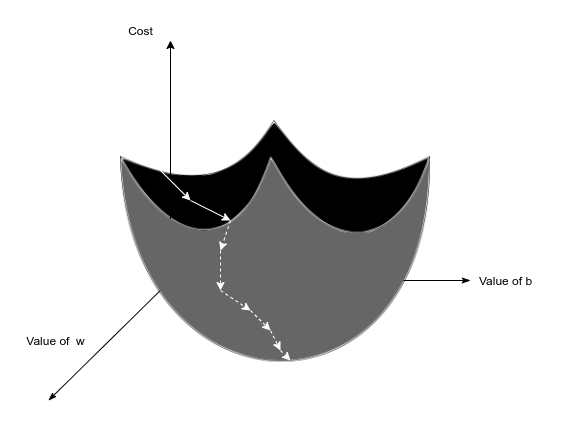 Cost
Value of b
Value of  w